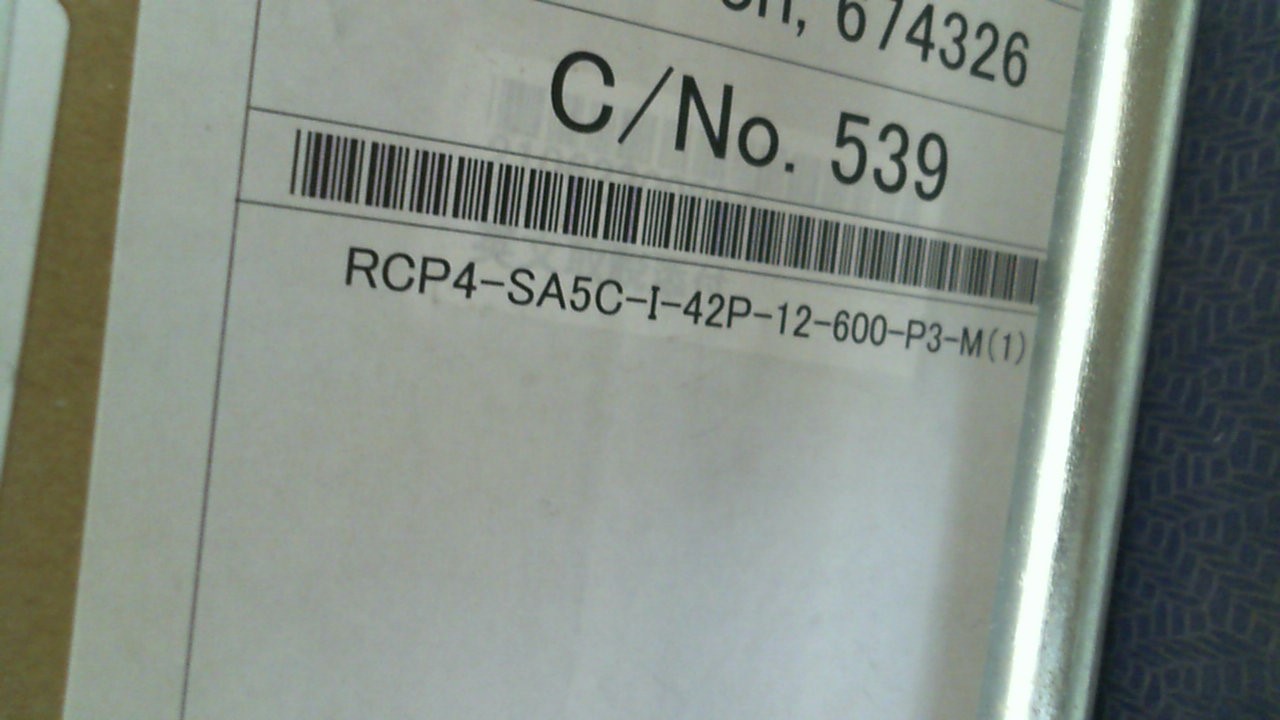 674326
C/No. 539
RCP4-SA5C-I-42P-12-600-P3-M(1)